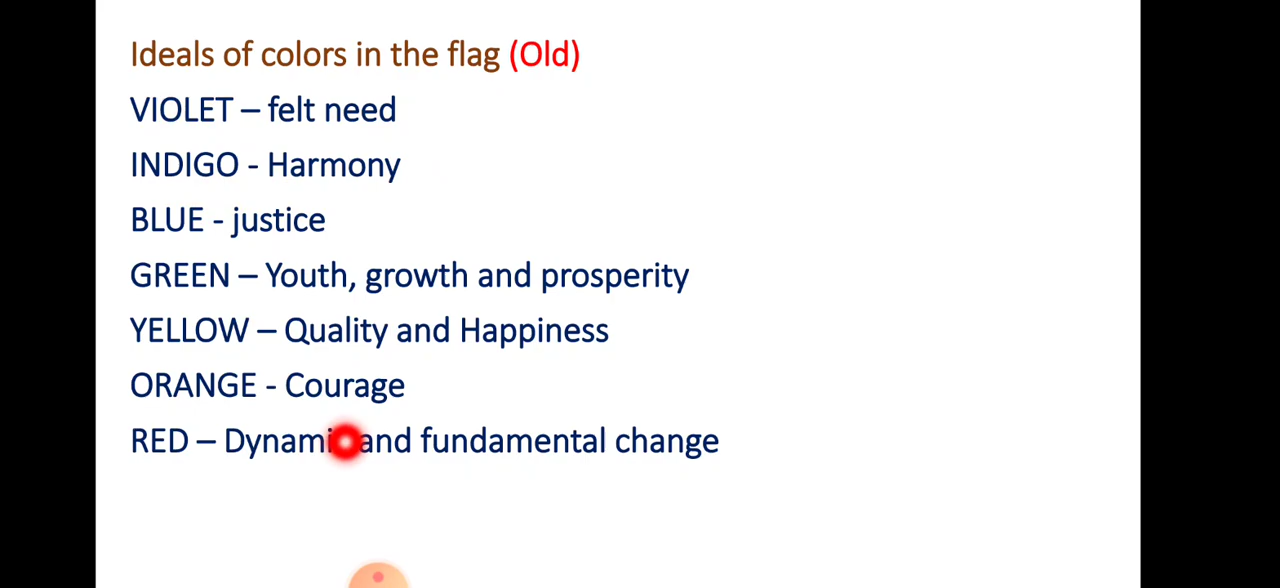 Ideals of colors in the flag (Old)
VIOLET – felt need
INDIGO - Harmony
BLUE - justice
GREEN – Youth, growth and prosperity
YELLOW – Quality and Happiness
ORANGE - Courage
RED – Dynamic and fundamental change